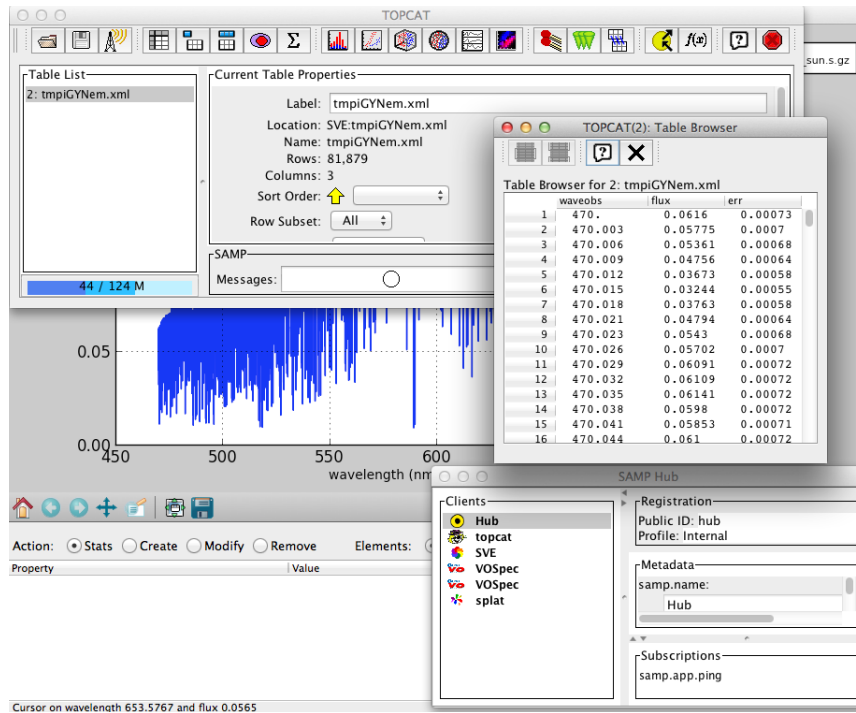 TOPCAT
Σ
f(x)
?
_sun.s.gz
Table List
2: tmpiGYNem.xml
44 / 124 M
Current Table Properties
Label: tmpiGYNem.xml
Location: SVE:tmpiGYNem.xml
Name: tmpiGYNem.xml
Rows: 81,879
Columns: 3
Sort Order:
Row Subset: All
SAMP
Messages:
TOPCAT(2): Table Browser
?
Table Browser for 2: tmpiGYNem.xml
waveobs flux err
1 470. 0.0616 0.00073
2 470.003 0.05775 0.0007
3 470.006 0.05361 0.00068
4 470.009 0.04756 0.00064
5 470.012 0.03673 0.00058
6 470.015 0.03244 0.00055
7 470.018 0.03763 0.00058
8 470.021 0.04794 0.00064
9 470.023 0.0543 0.00068
10 470.026 0.05702 0.0007
11 470.029 0.06091 0.00072
12 470.032 0.06109 0.00072
13 470.035 0.06141 0.00072
14 470.038 0.0598 0.00072
15 470.041 0.05853 0.00071
16 470.044 0.061 0.00072
0.05
0.00
450 500 550 600
wavelength (nm
Action: Stats Create Modify Remove Elements:
Property Value
Cursor on wavelength 653.5767 and flux 0.0565
SAMP Hub
Clients
Hub
topcat
SVE
VO VOSpec
VO VOSpec
splat
Registration
Public ID: hub
Profile: Internal
Metadata
samp.name:
Hub
Subscriptions
samp.app.ping